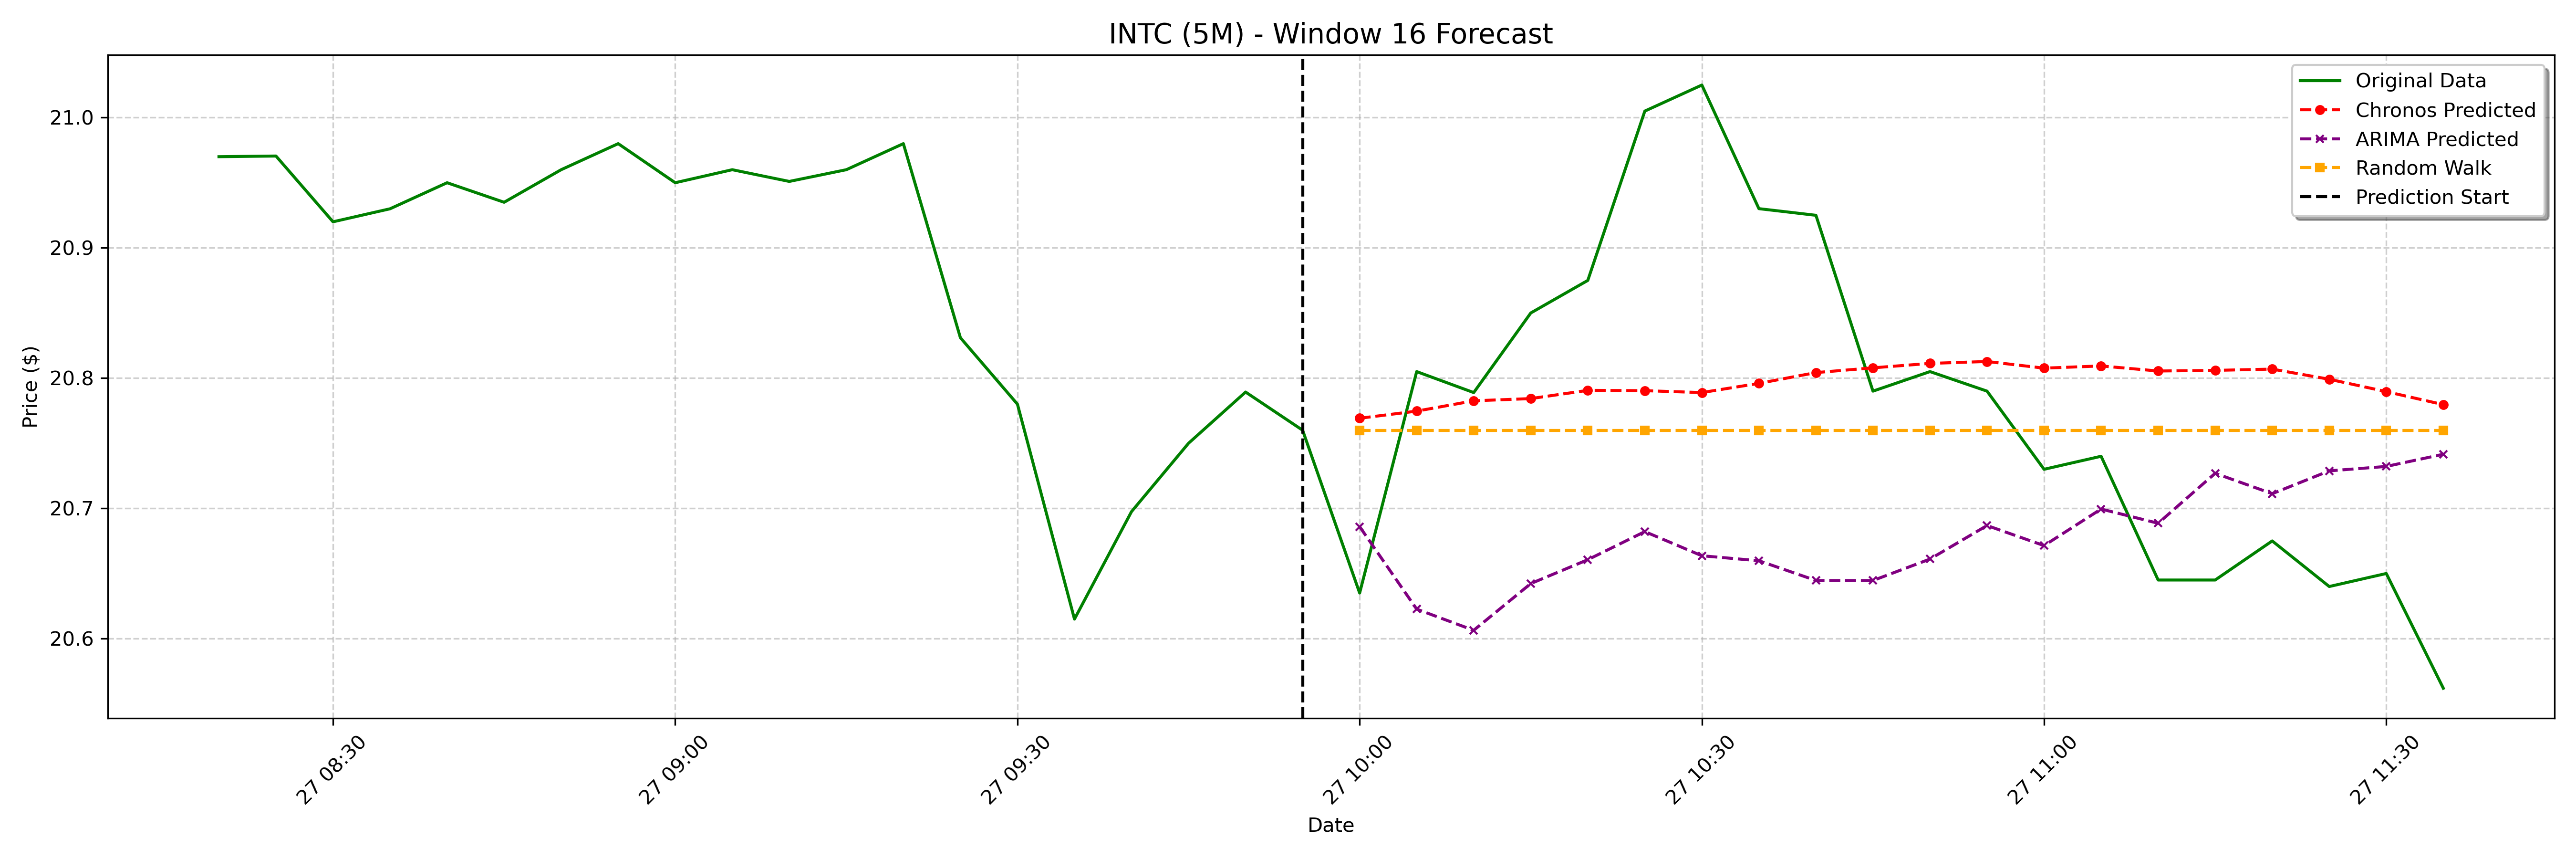 INTC (5M) - Window 16 Forecast
Original Data
Chronos Predicted
ARIMA Predicted
Random Walk
Prediction Start
Price ($)
21.0
20.9
20.8
20.7
20.6
27 08:30
27 09:00
27 09:30
27 10:00
27 10:30
27 11:00
27 11:30
Date